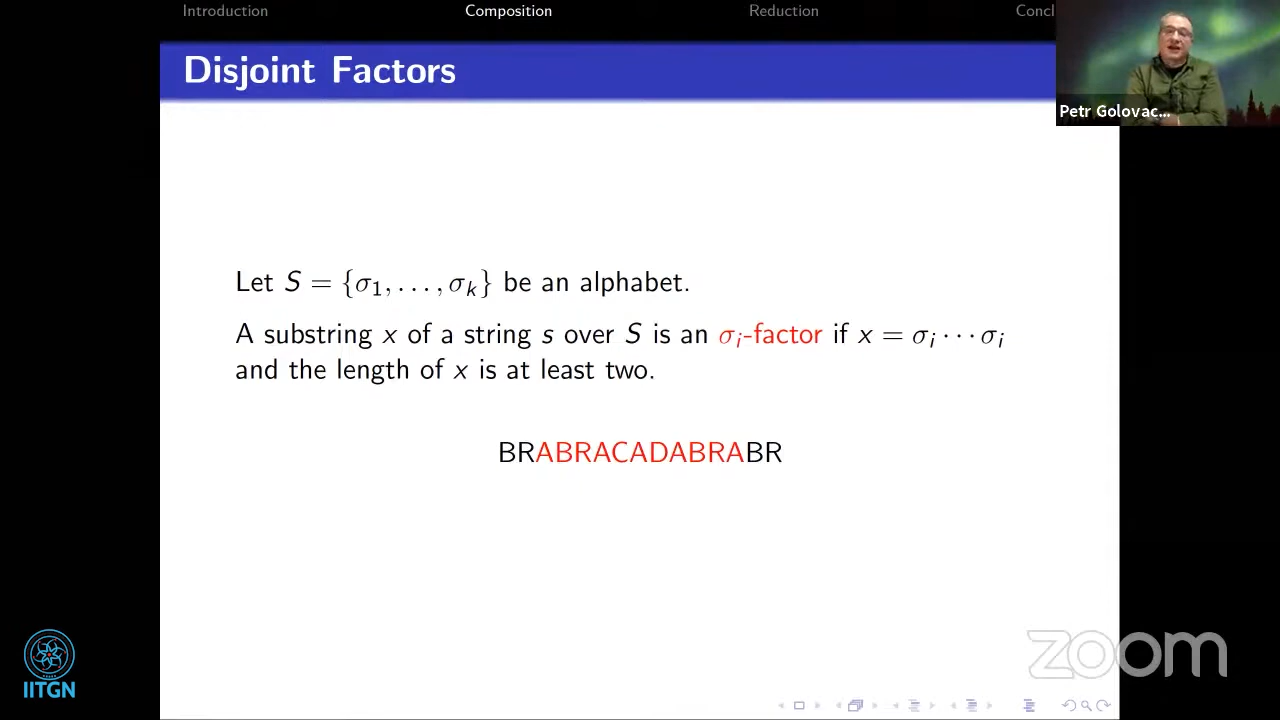 Introduction Composition Reduction Concl
Disjoint Factors
Petr Golovac...
Let S = {σ₁, . . . , σₖ} be an alphabet.
A substring x of a string s over S is an σᵢ-factor if x = σᵢ · · · σᵢ
and the length of x is at least two.
BRABRACADABRABR
IITGN
zoom